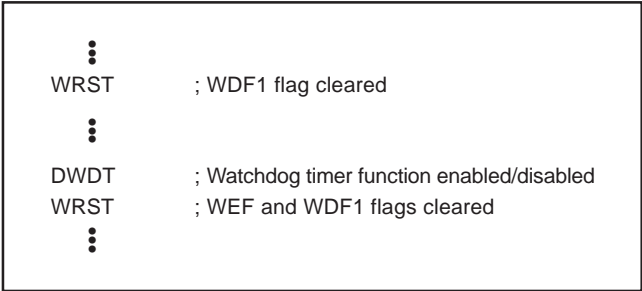 WRST ; WDF1 flag cleared
DWDT ; Watchdog timer function enabled/disabled
WRST ; WEF and WDF1 flags cleared